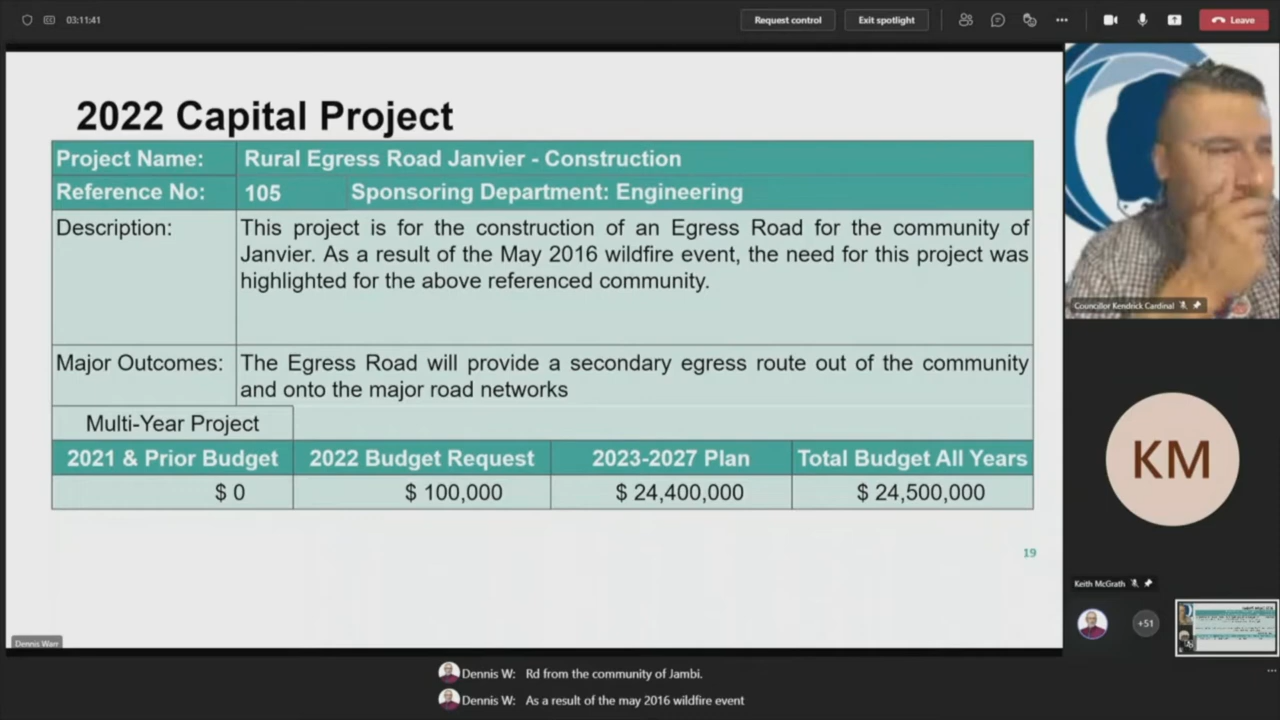 03:11:41
Request control
Exit spotlight
Leave
2022 Capital Project
Project Name: Rural Egress Road Janvier - Construction
Reference No: 105 Sponsoring Department: Engineering
Description: This project is for the construction of an Egress Road for the community of
Janvier. As a result of the May 2016 wildfire event, the need for this project was
highlighted for the above referenced community.
Major Outcomes: The Egress Road will provide a secondary egress route out of the community
and onto the major road networks
Multi-Year Project
2021 & Prior Budget 2022 Budget Request 2023-2027 Plan Total Budget All Years
$ 0 $ 100,000 $ 24,400,000 $ 24,500,000
19
Dennis Warr
Councillor Kendrick Cardinal
KM
Keith McGrath
+51
Dennis W: Rd from the community of Jambi.
Dennis W: As a result of the may 2016 wildfire event